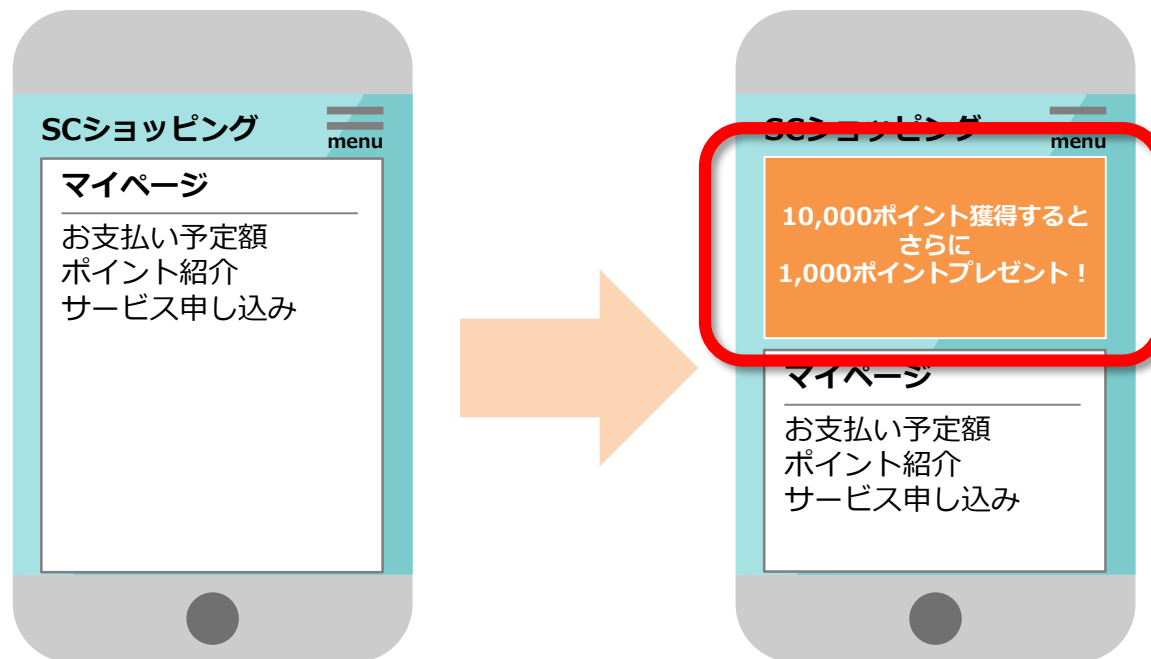 SCショッピング
menu
マイページ
お支払い予定額
ポイント紹介
サービス申し込み
SCショッピング
menu
10,000ポイント獲得すると
さらに
1,000ポイントプレゼント！
マイページ
お支払い予定額
ポイント紹介
サービス申し込み